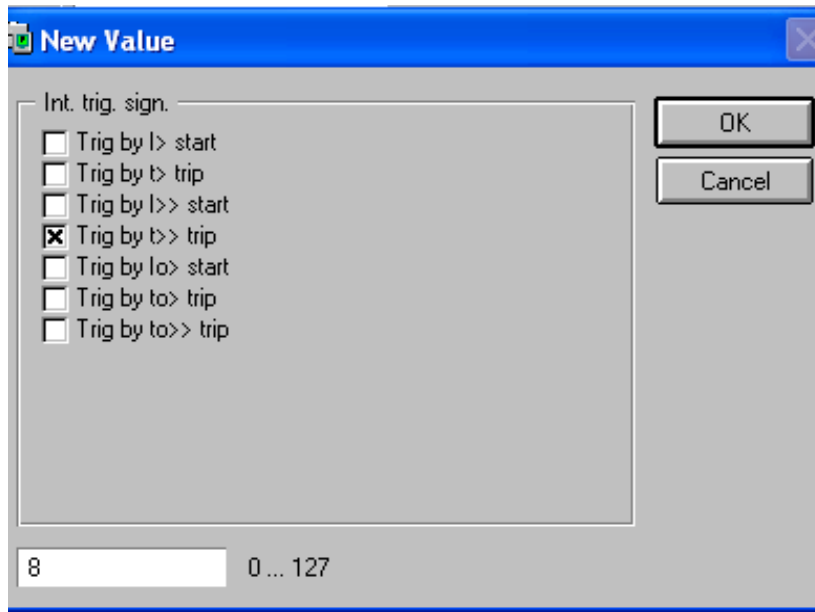 New Value
Int. trig. sign.
Trig by I> start
Trig by t> trip
Trig by I>> start
Trig by t>> trip
Trig by Io> start
Trig by to> trip
Trig by to>> trip
OK
Cancel
8
0 ... 127